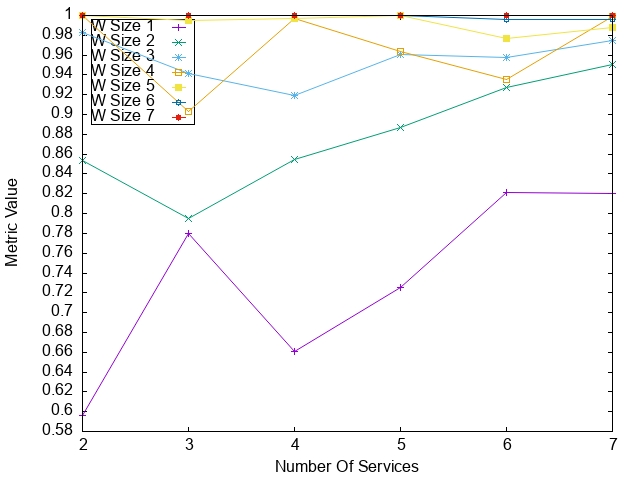 1
0.98
0.96
0.94
0.92
0.9
0.88
0.86
0.84
0.82
0.8
0.78
0.76
0.74
0.72
0.7
0.68
0.66
0.64
0.62
0.6
0.58
Metric Value
W Size 1
W Size 2
W Size 3
W Size 4
W Size 5
W Size 6
W Size 7
2 3 4 5 6 7
Number Of Services